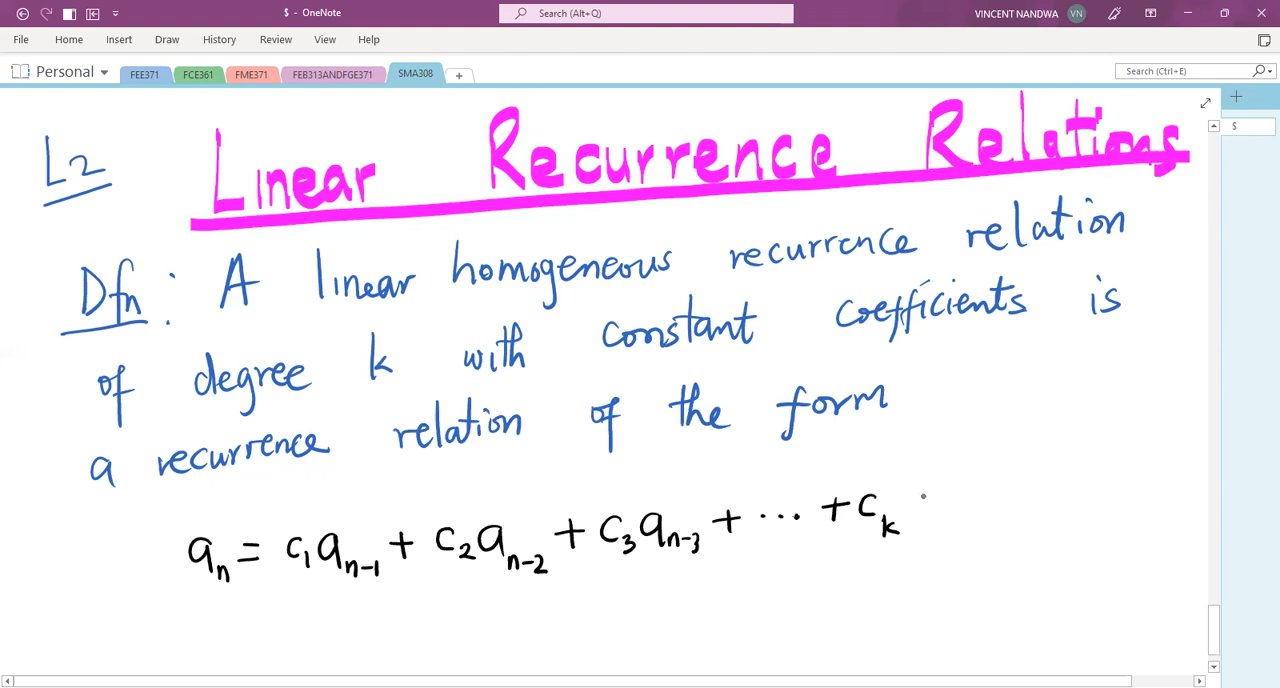 $ - OneNote
Search (Alt+Q)
VINCENT NANDWA
VN
File Home Insert Draw History Review View Help
Personal
FEE371 FCE361 FME371 FEB313ANDFGE371 SMA308
Search (Ctrl+E)
$
L2
Linear Recurrence Relations
Dfn: A linear homogeneous recurrence relation
of degree k with constant coefficients is
a recurrence relation of the form
aₙ = c₁aₙ₋₁ + c₂aₙ₋₂ + c₃aₙ₋₃ + ... + cₖ